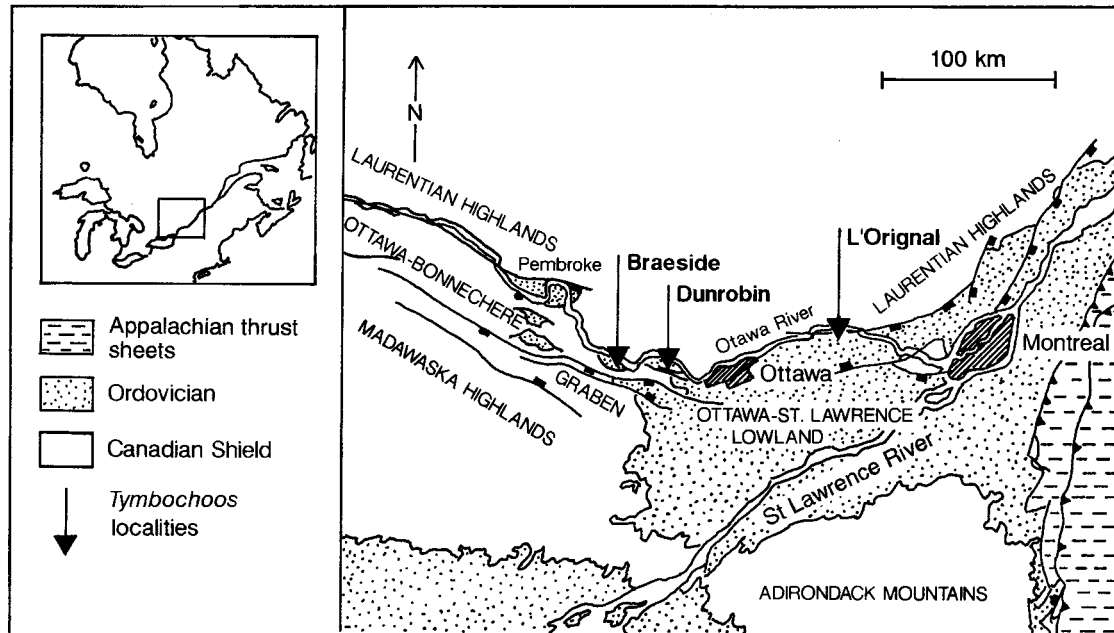 Appalachian thrust
sheets
Ordovician
Canadian Shield
Tymbochoos
localities
N
100 km
LAURENTIAN HIGHLANDS
OTTAWA-BONNECHERE
GRABEN
MADAWASKA HIGHLANDS
Pembroke
Braeside
Dunrobin
L'Orignal
LAURENTIAN HIGHLANDS
Otawa River
Ottawa
Montreal
OTTAWA-ST. LAWRENCE
LOWLAND
St Lawrence River
ADIRONDACK MOUNTAINS